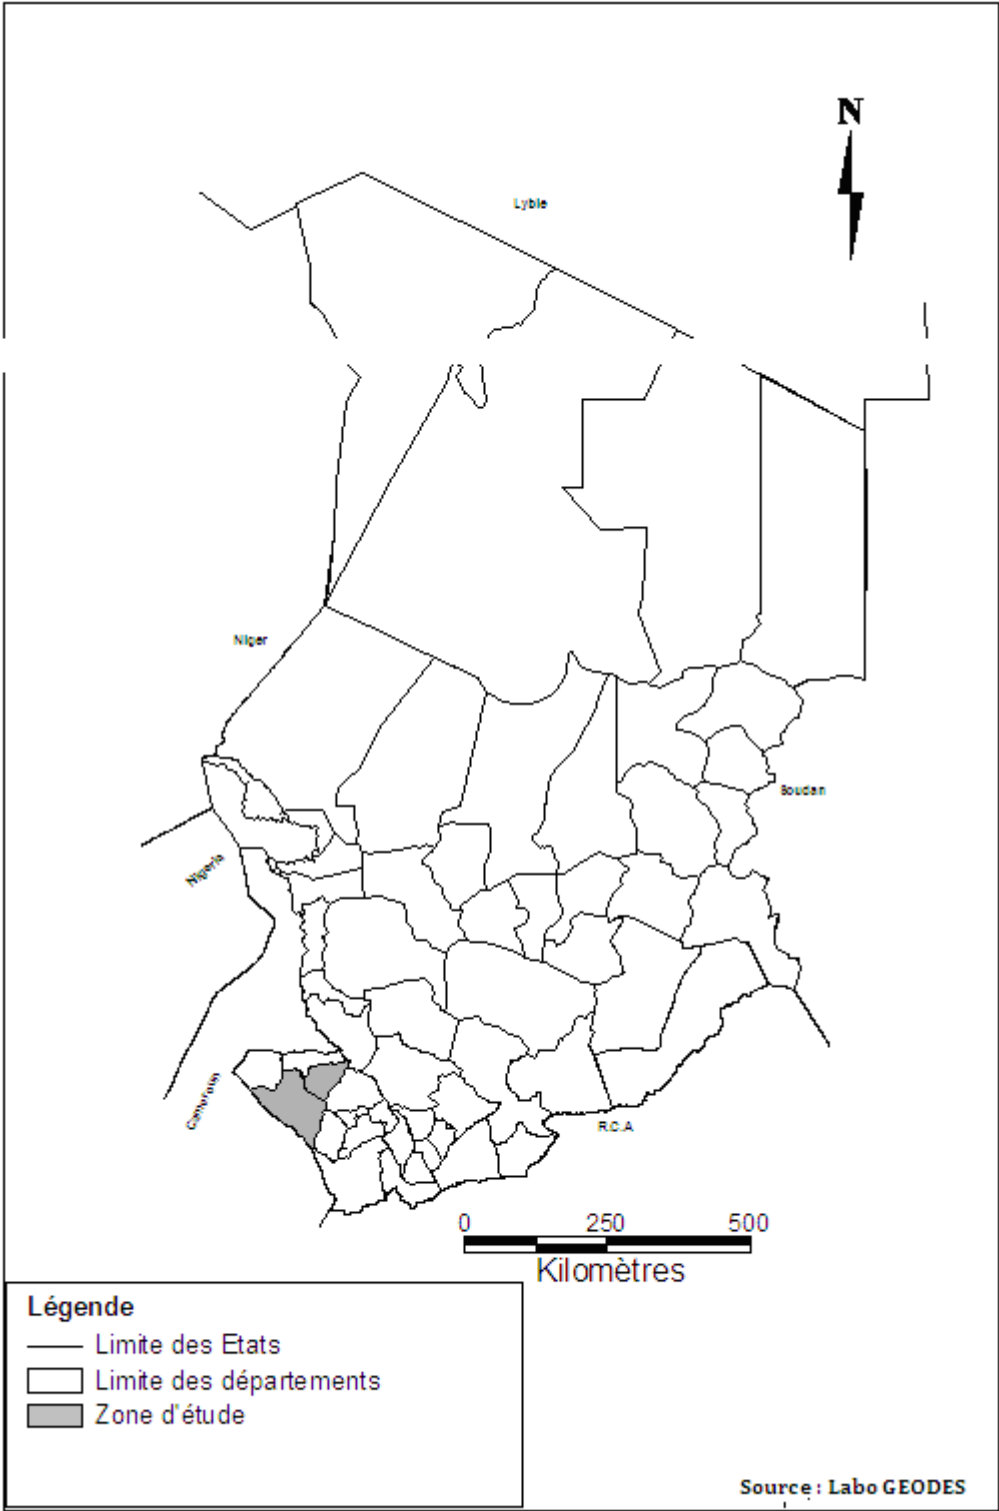 N
Lyble
Niger
Soudan
Nigeria
Cameroun
R.C.A
0 250 500
Kilomètres
Légende
Limite des Etats
Limite des départements
Zone d'étude
Source : Labo GEODES